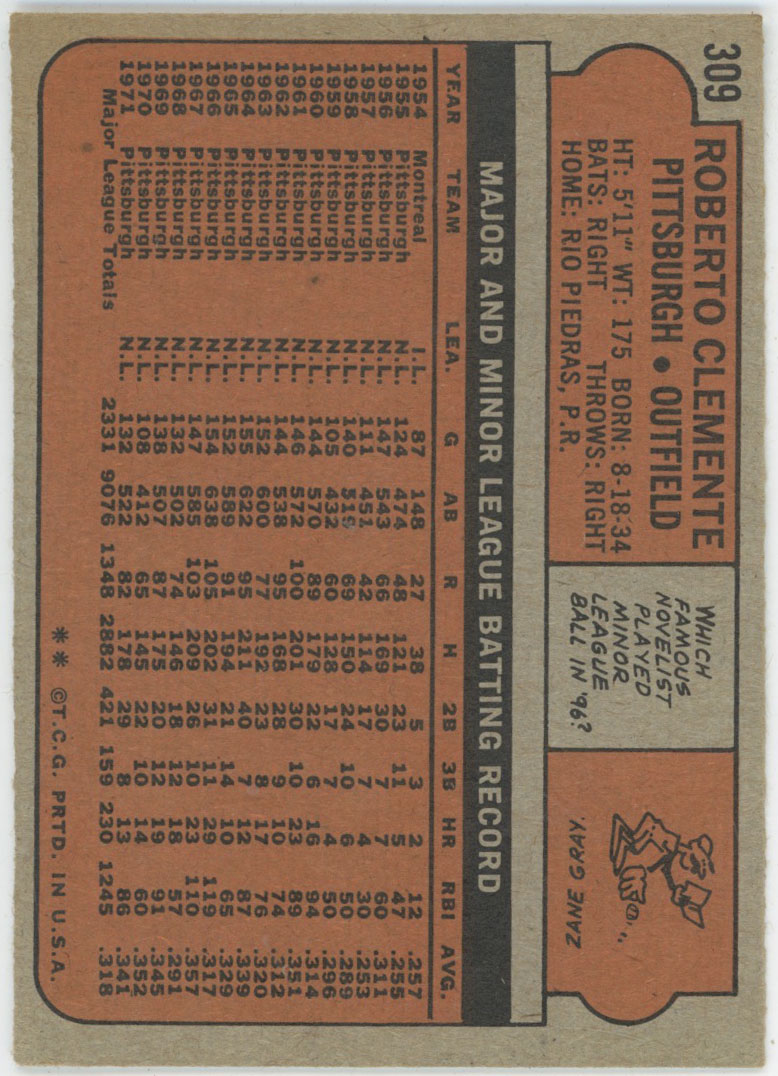 309
ROBERTO CLEMENTE
PITTSBURGH • OUTFIELD
HT: 5'11" WT: 175 BORN: 8-18-34
BATS: RIGHT THROWS: RIGHT
HOME: RIO PIEDRAS, P.R.
WHICH
FAMOUS
NOVELIST
PLAYED
MINOR
LEAGUE
BALL IN '96?
ZANE GRAY.
MAJOR AND MINOR LEAGUE BATTING RECORD
YEAR TEAM LEA. G AB R H 2B 3B HR RBI AVG.
1954 Montreal I.L. 87 148 27 38 5 3 2 12 .257
1955 Pittsburgh N.L. 124 474 48 121 23 11 5 47 .255
1956 Pittsburgh N.L. 147 543 66 169 30 7 7 60 .311
1957 Pittsburgh N.L. 111 451 42 114 17 7 4 30 .253
1958 Pittsburgh N.L. 140 519 69 150 24 10 6 50 .289
1959 Pittsburgh N.L. 105 432 60 128 17 7 4 50 .296
1960 Pittsburgh N.L. 144 570 89 179 22 6 16 94 .314
1961 Pittsburgh N.L. 146 572 100 201 30 10 23 89 .351
1962 Pittsburgh N.L. 144 538 95 168 28 9 10 74 .312
1963 Pittsburgh N.L. 152 600 77 192 23 8 17 76 .320
1964 Pittsburgh N.L. 155 622 95 211 40 7 12 87 .339
1965 Pittsburgh N.L. 152 589 91 194 21 14 10 65 .329
1966 Pittsburgh N.L. 154 638 105 202 31 11 29 119 .317
1967 Pittsburgh N.L. 147 585 103 209 26 10 23 110 .357
1968 Pittsburgh N.L. 132 502 74 146 18 12 18 57 .291
1969 Pittsburgh N.L. 138 507 87 175 20 12 19 91 .345
1970 Pittsburgh N.L. 108 412 65 145 22 10 14 60 .352
1971 Pittsburgh N.L. 132 522 82 178 29 8 13 86 .341
Major League Totals 2331 9076 1348 2882 421 159 230 1245 .318
** ©T.C.G. PRTD. IN U.S.A.